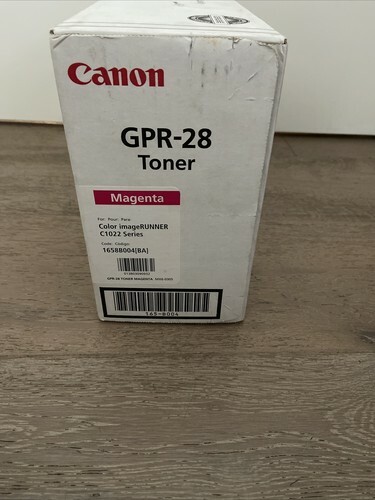 Canon
GPR-28
Toner
Magenta
For. Pour. Para:
Color imageRUNNER
C1022 Series
Code: Código:
1658B004[BA]
GPR-28 TONER MAGENTA
165-8004